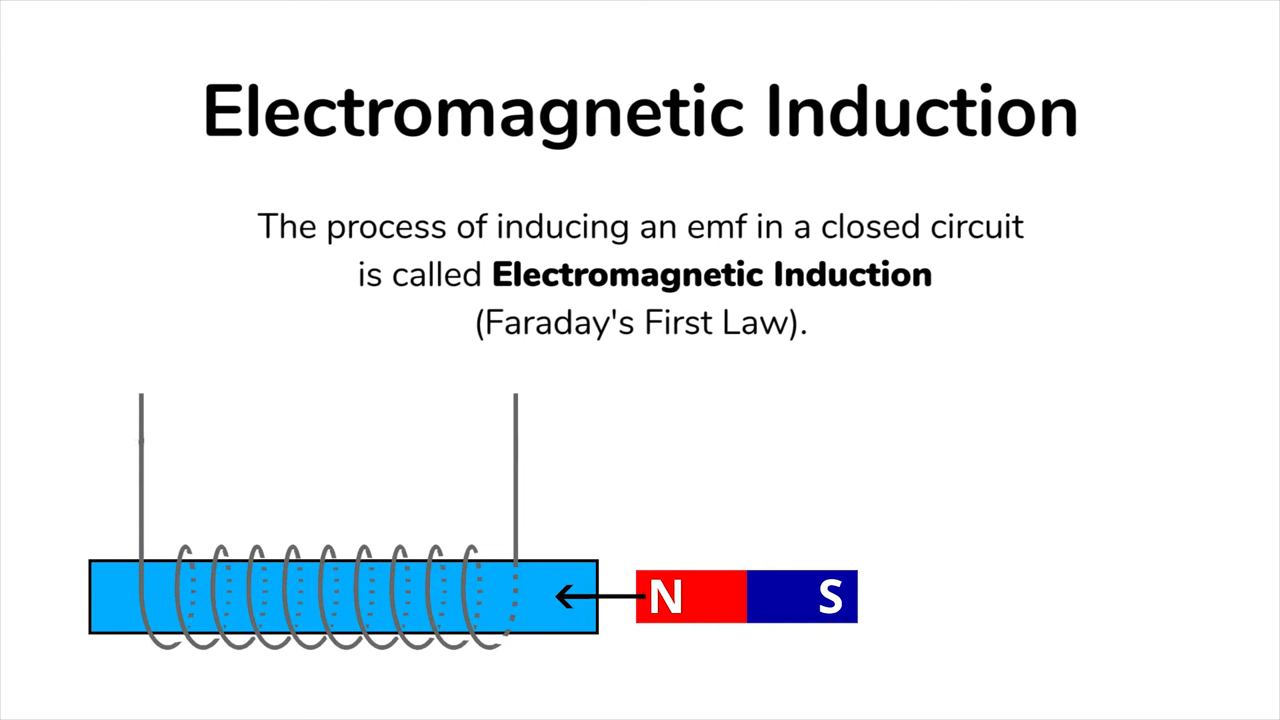 Electromagnetic Induction
The process of inducing an emf in a closed circuit
is called Electromagnetic Induction
(Faraday's First Law).
N S